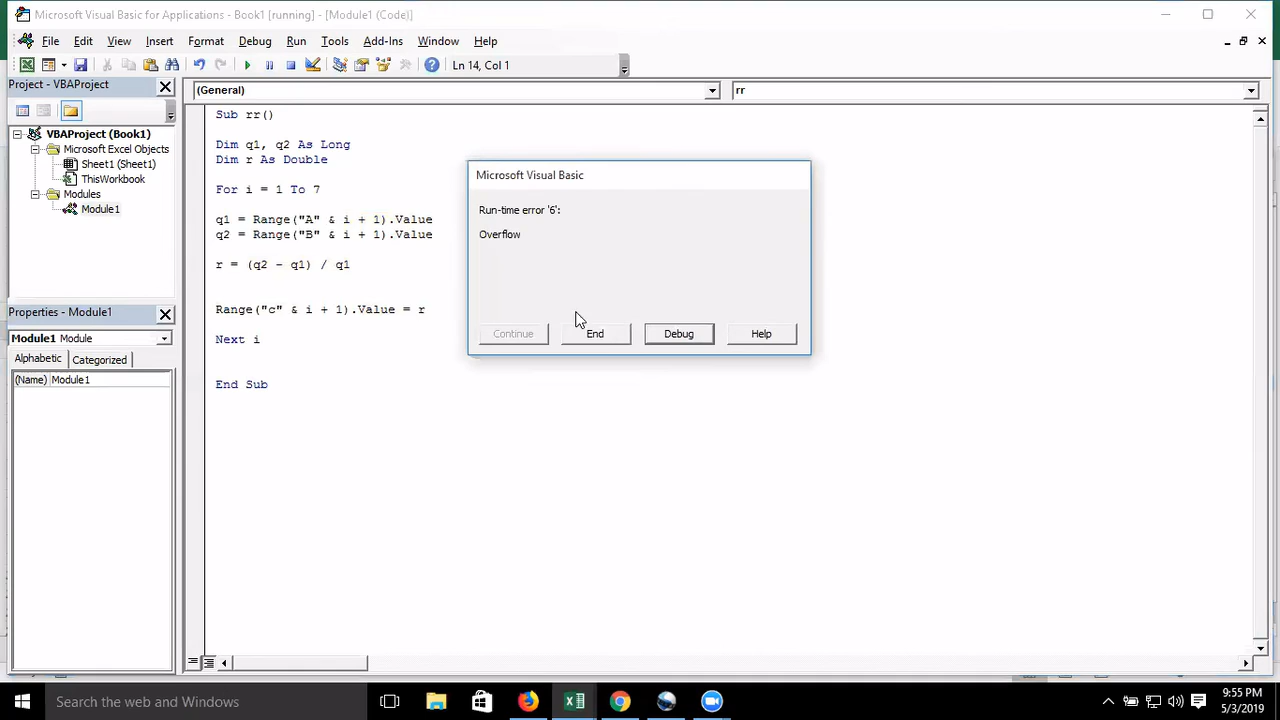 Microsoft Visual Basic for Applications - Book1 [running] - [Module1 (Code)]
File Edit View Insert Format Debug Run Tools Add-Ins Window Help
Ln 14, Col 1
Project - VBAProject
(General)
rr
VBAProject (Book1)
Microsoft Excel Objects
Sheet1 (Sheet1)
ThisWorkbook
Modules
Module1
Sub rr()
Dim q1, q2 As Long
Dim r As Double
For i = 1 To 7
q1 = Range("A" & i + 1).Value
q2 = Range("B" & i + 1).Value
r = (q2 - q1) / q1
Range("c" & i + 1).Value = r
Next i
End Sub
Microsoft Visual Basic
Run-time error '6':
Overflow
Continue End Debug Help
Properties - Module1
Module1 Module
Alphabetic Categorized
(Name) Module1
Search the web and Windows
9:55 PM
5/3/2019